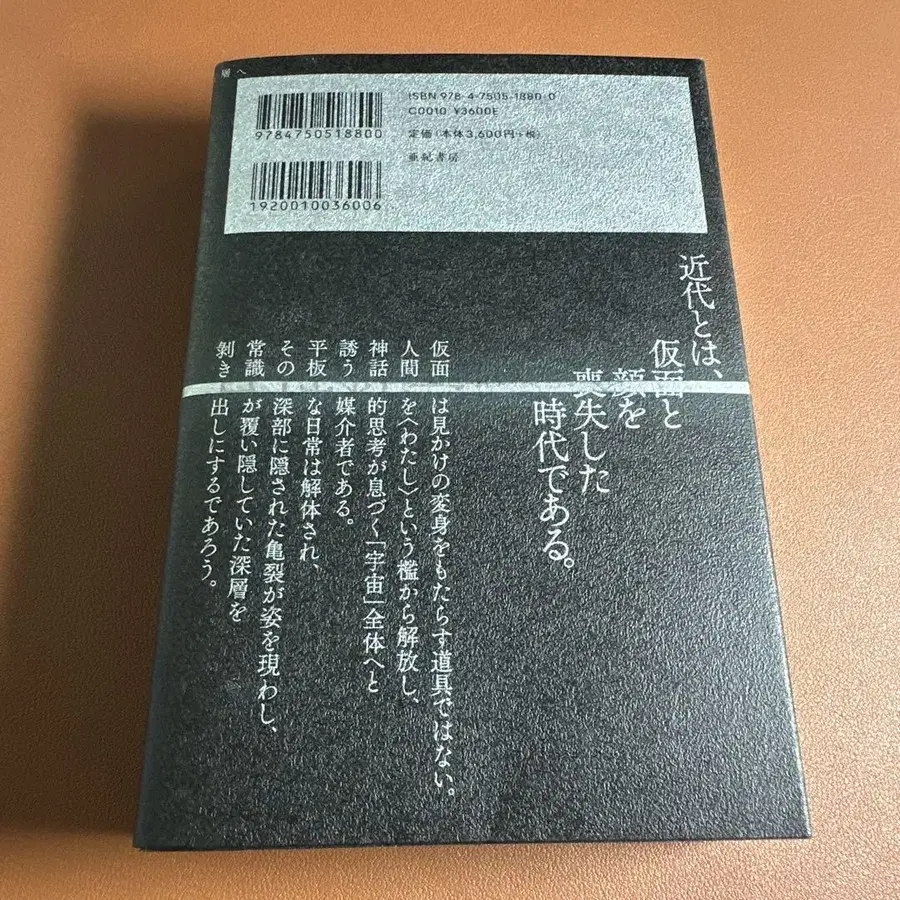 層へ
ISBN978-4-7505-1880-0
C0010 ¥3600E
定価(本体3,600円+税)
亜紀書房
9784750518800
1920010036006
近代とは、
仮面と
顔を
喪失した
時代である。
仮面は見かけの変身をもたらす道具ではない。
人間を〈わたし〉という檻から解放し、
神話的思考が息づく「宇宙」全体へと
誘う媒介者である。
平板な日常は解体され、
その深部に隠された亀裂が姿を現わし、
常識が覆い隠していた深層を
剝き出しにするであろう。